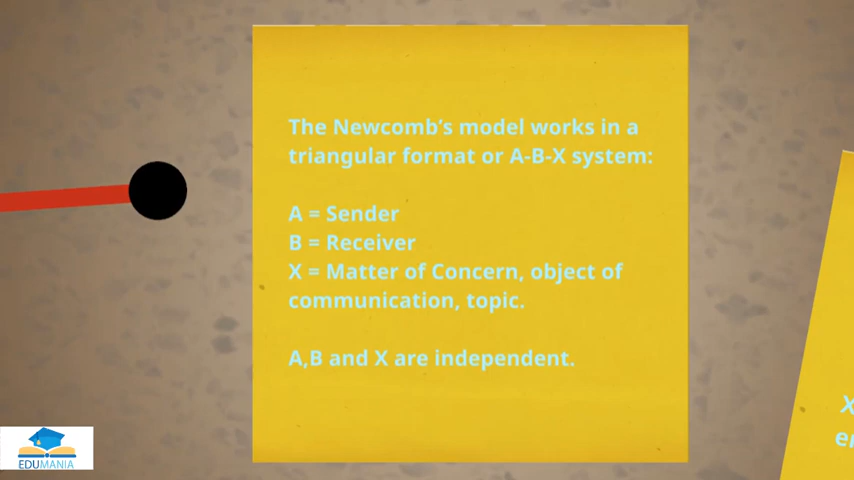 The Newcomb's model works in a
triangular format or A-B-X system:
A = Sender
B = Receiver
X = Matter of Concern, object of
communication, topic.
A,B and X are independent.
X
EDUMANIA